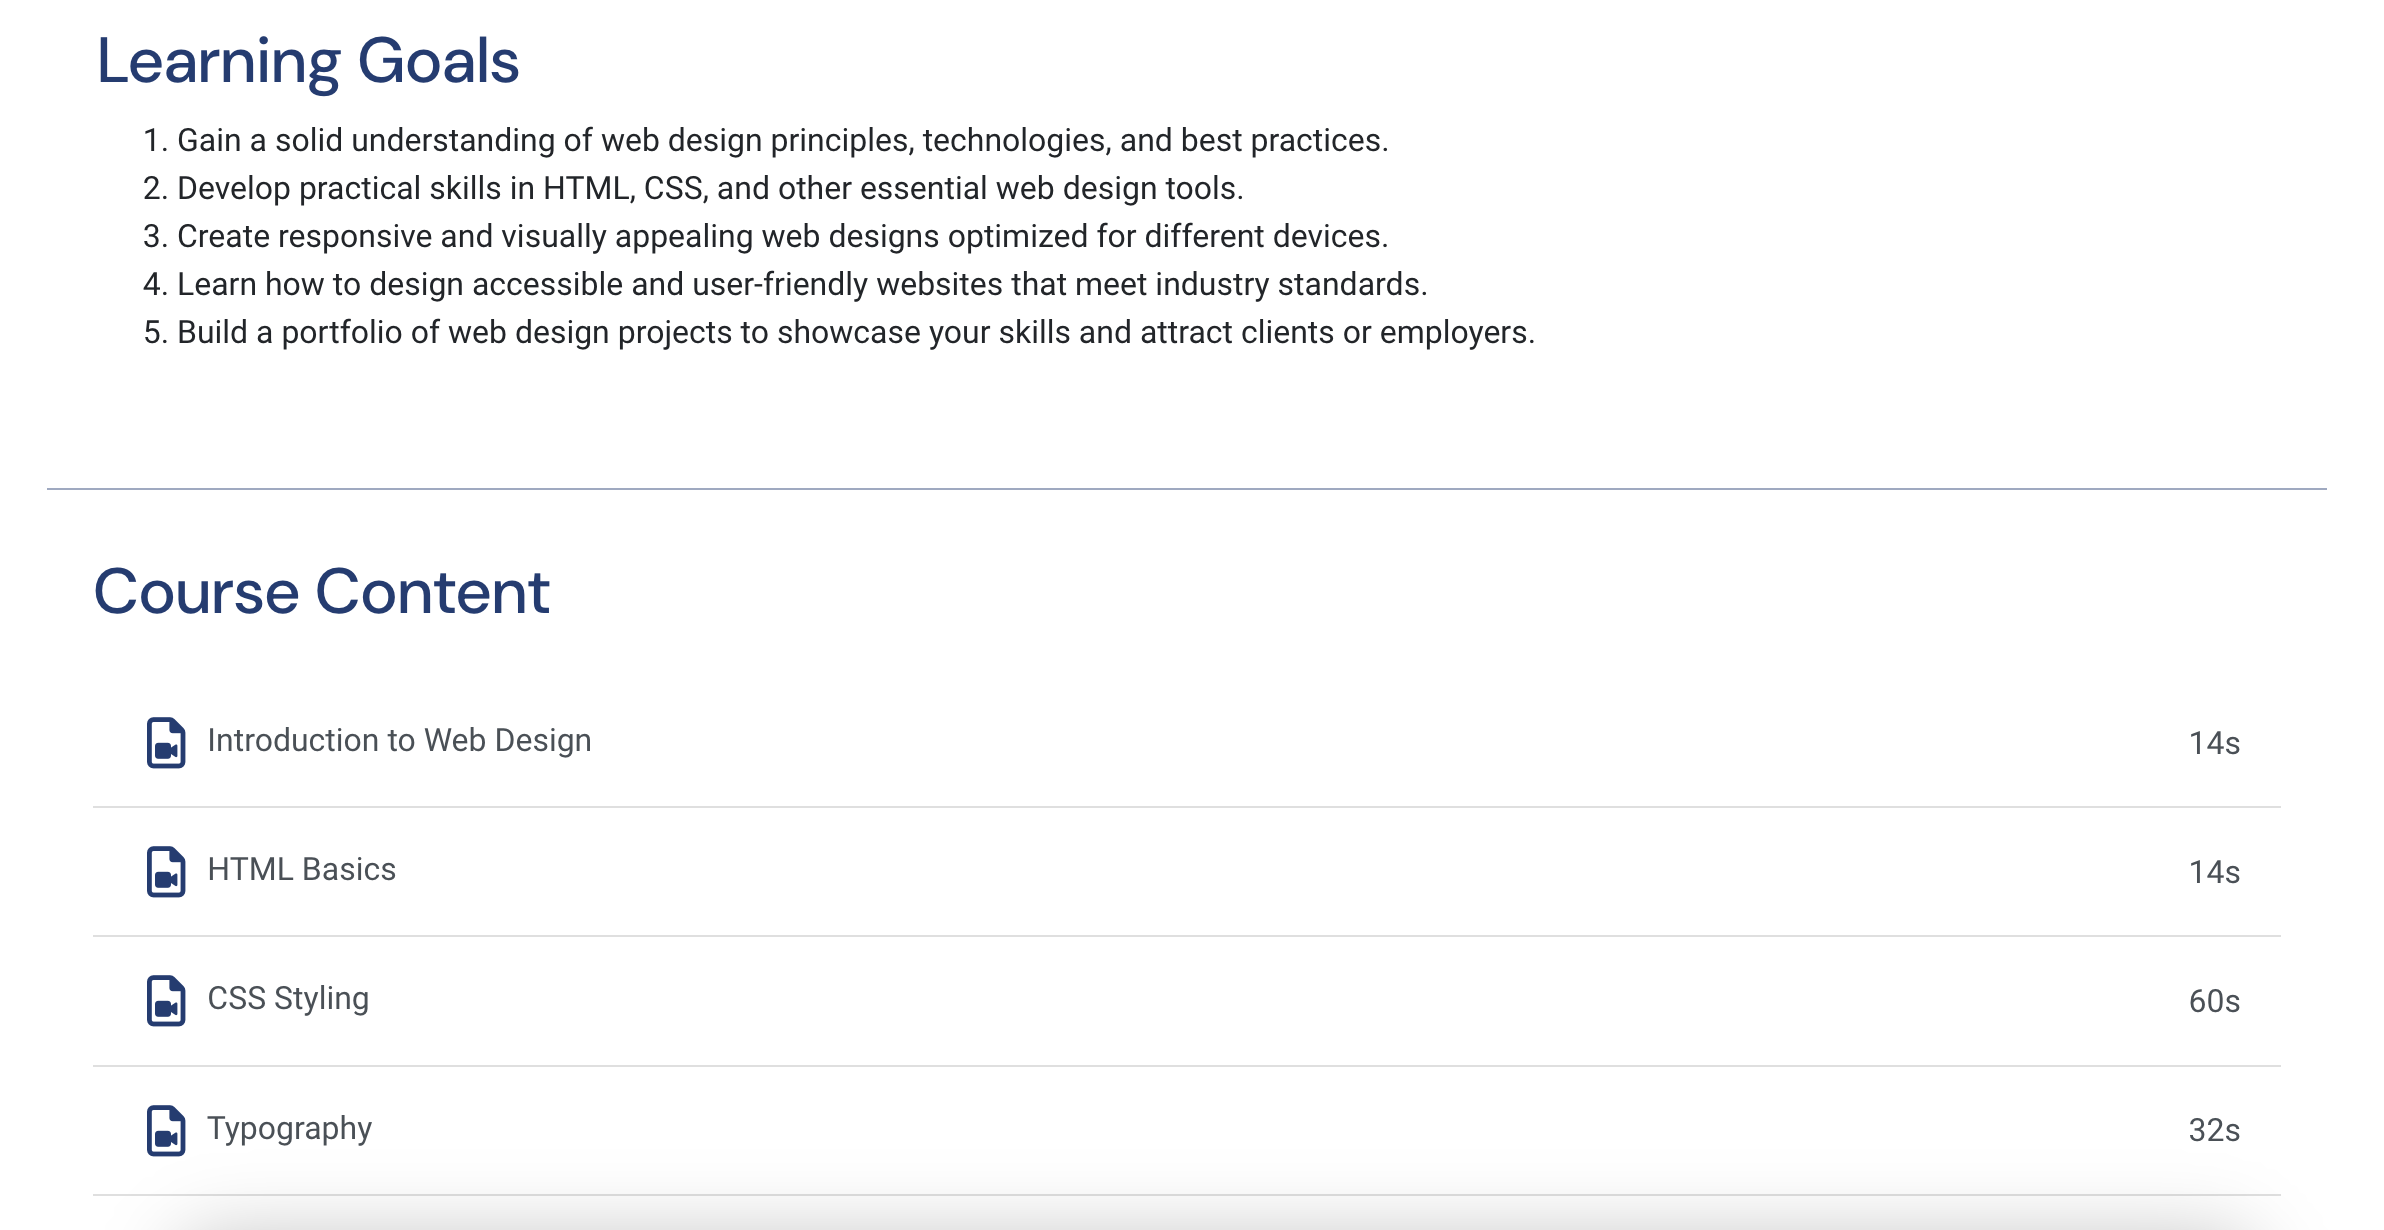 Learning Goals
1. Gain a solid understanding of web design principles, technologies, and best practices.
2. Develop practical skills in HTML, CSS, and other essential web design tools.
3. Create responsive and visually appealing web designs optimized for different devices.
4. Learn how to design accessible and user-friendly websites that meet industry standards.
5. Build a portfolio of web design projects to showcase your skills and attract clients or employers.
Course Content
Introduction to Web Design 14s
HTML Basics 14s
CSS Styling 60s
Typography 32s